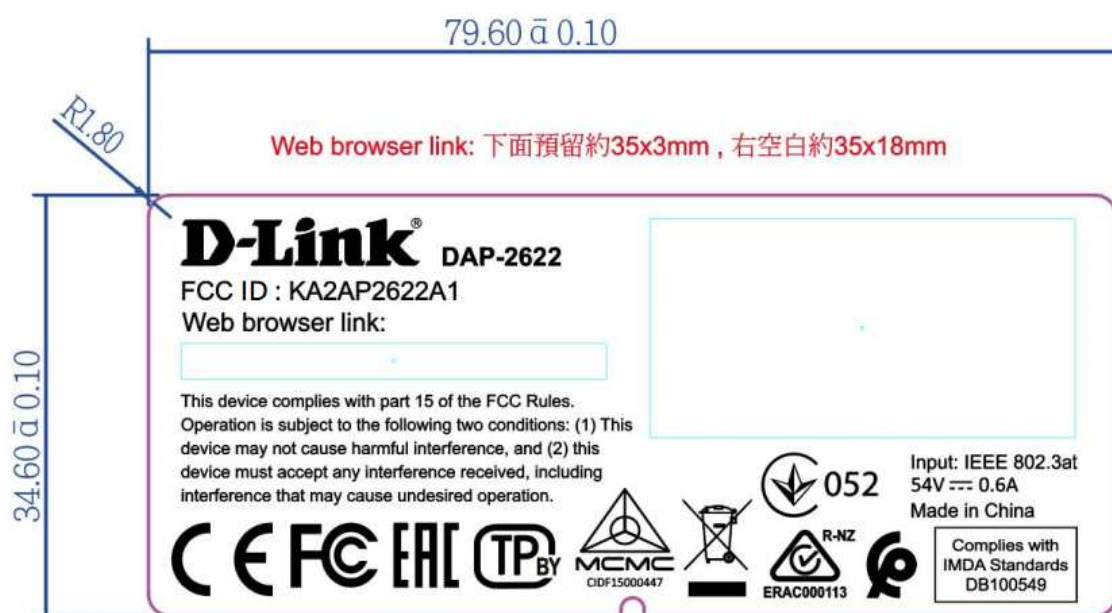 79.60 ā 0.10
R1.80
Web browser link: 下面預留約35x3mm , 右空白約35x18mm
34.60 ā 0.10
D-Link® DAP-2622
FCC ID : KA2AP2622A1
Web browser link:
This device complies with part 15 of the FCC Rules.
Operation is subject to the following two conditions: (1) This
device may not cause harmful interference, and (2) this
device must accept any interference received, including
interference that may cause undesired operation.
052
Input: IEEE 802.3at
54V ⎓ 0.6A
Made in China
CE FC EAC TP BY
MCMC
CIDF15000447
R-NZ
ERAC000113
Complies with
IMDA Standards
DB100549